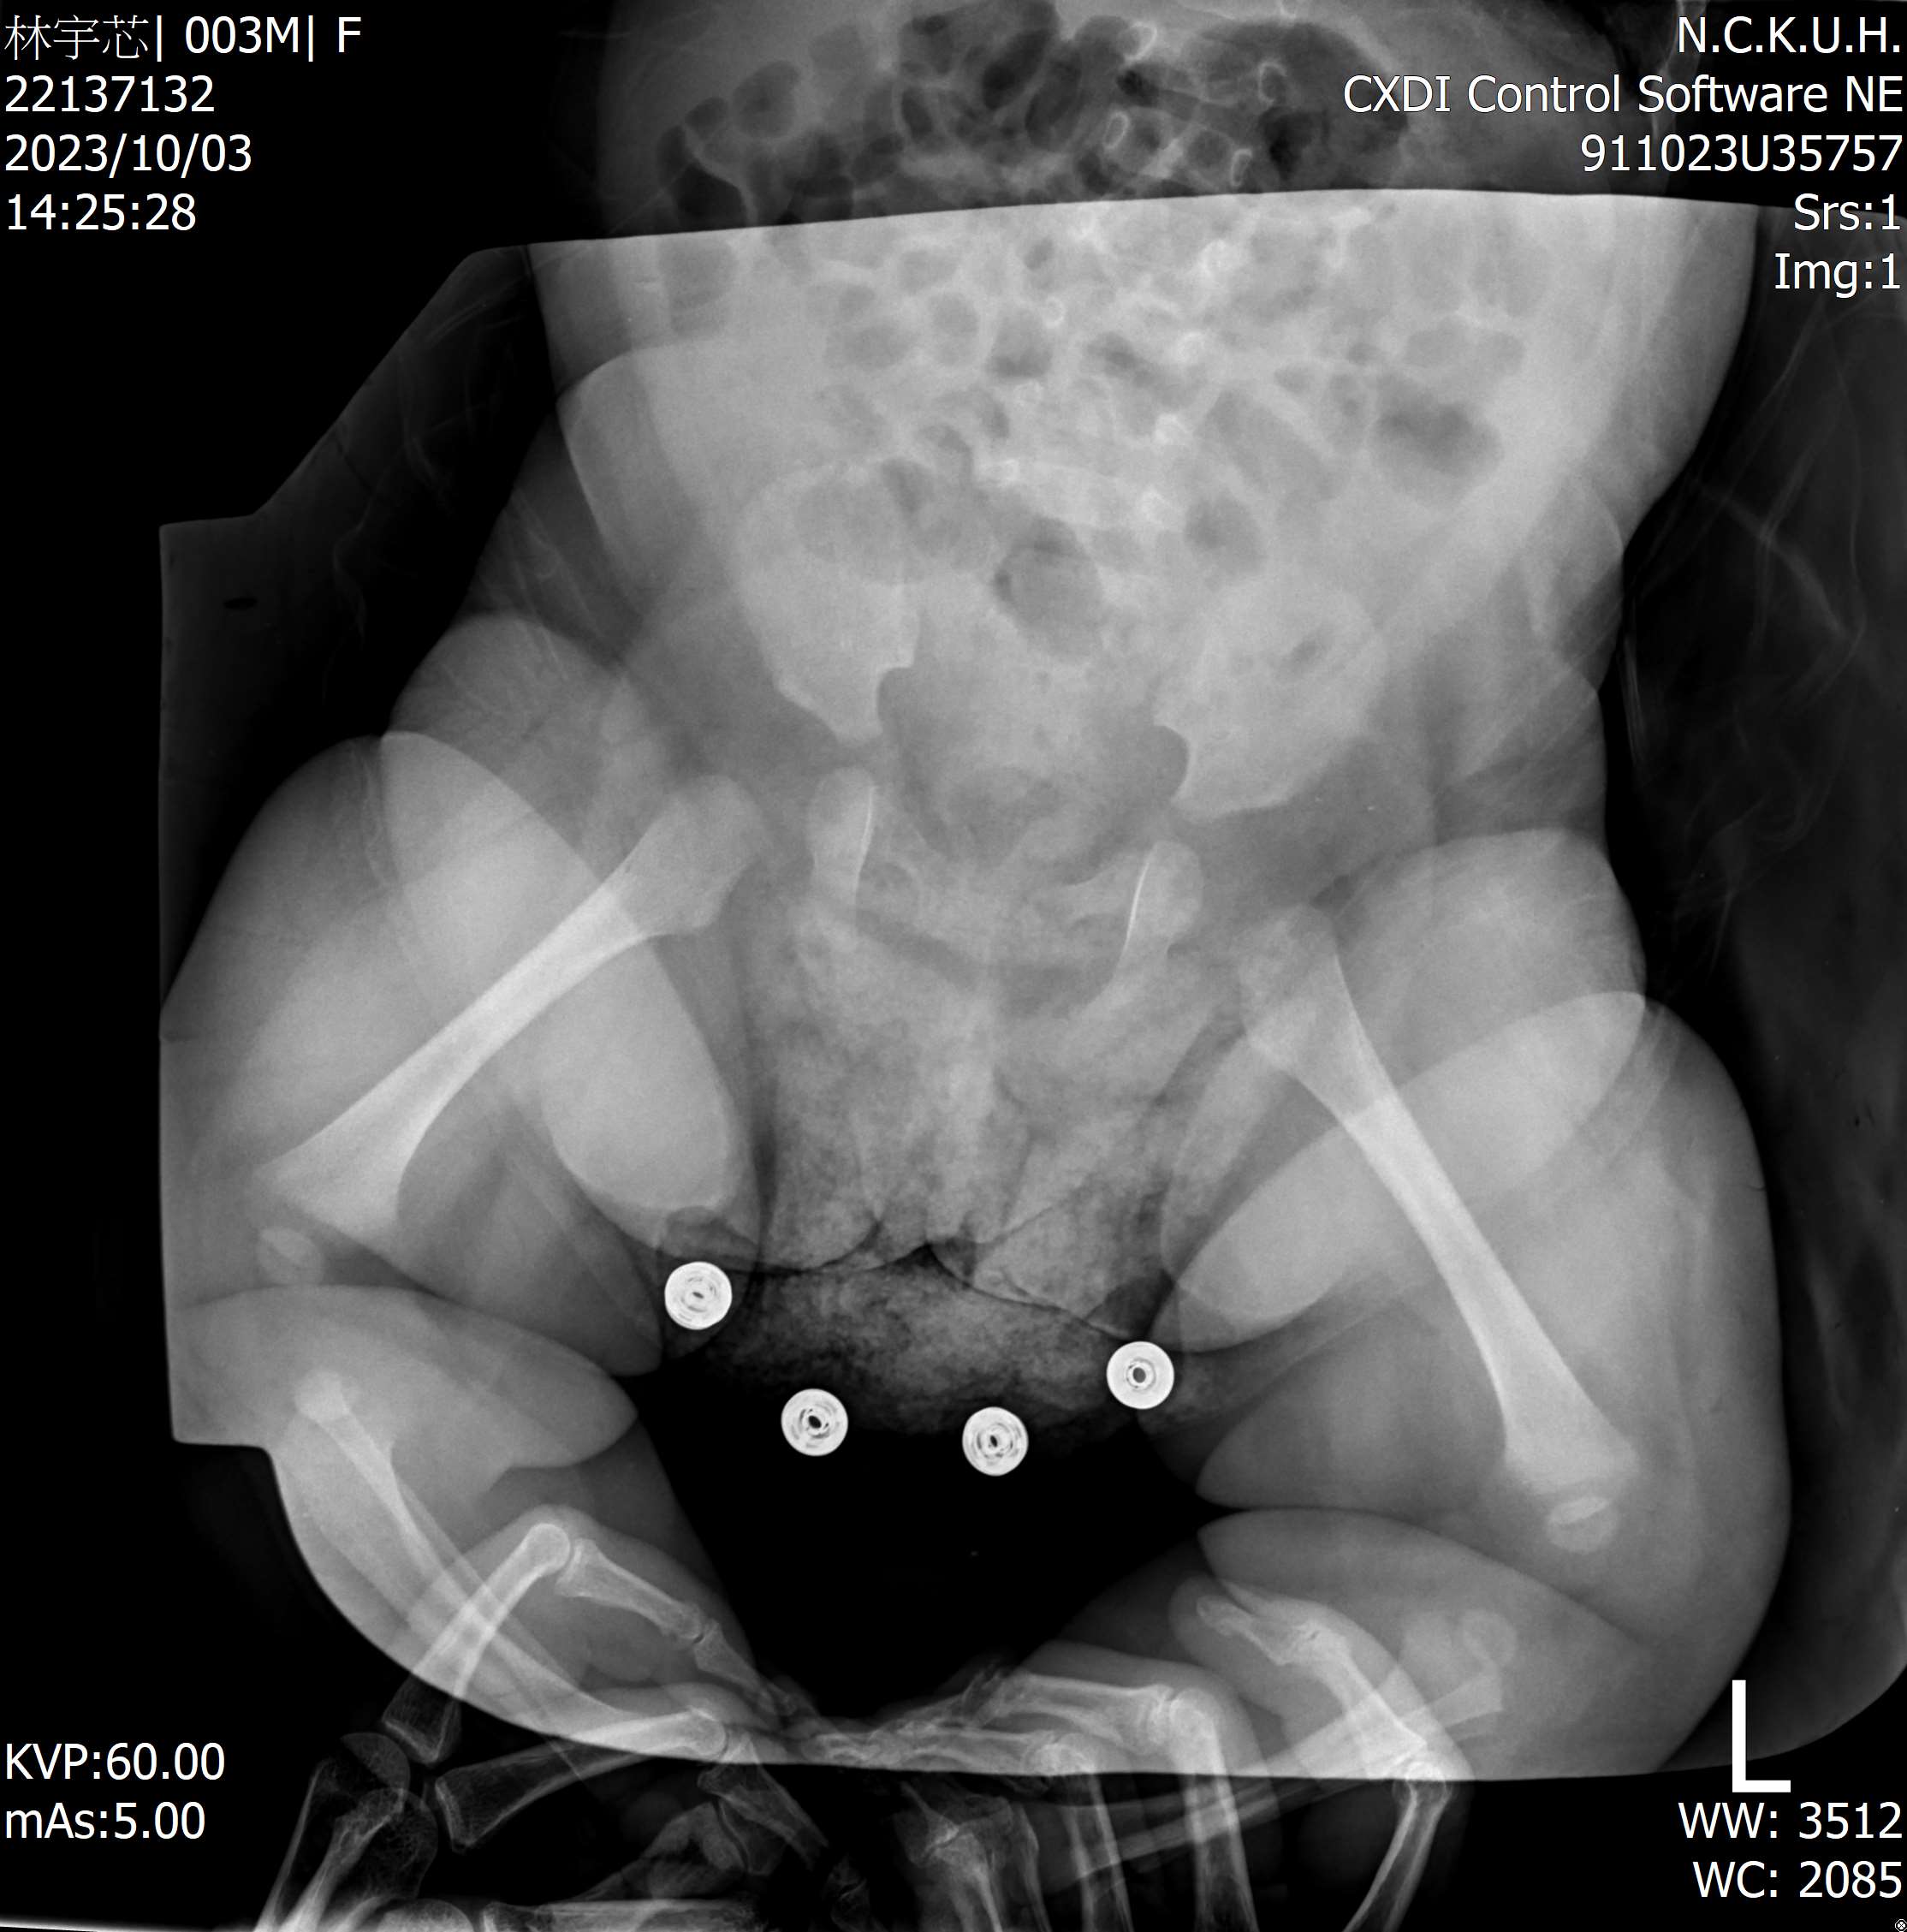 林宇芯| 003M| F
22137132
2023/10/03
14:25:28
N.C.K.U.H.
CXDI Control Software NE
911023U35757
Srs:1
Img:1
KVP:60.00
mAs:5.00
L
WW: 3512
WC: 2085